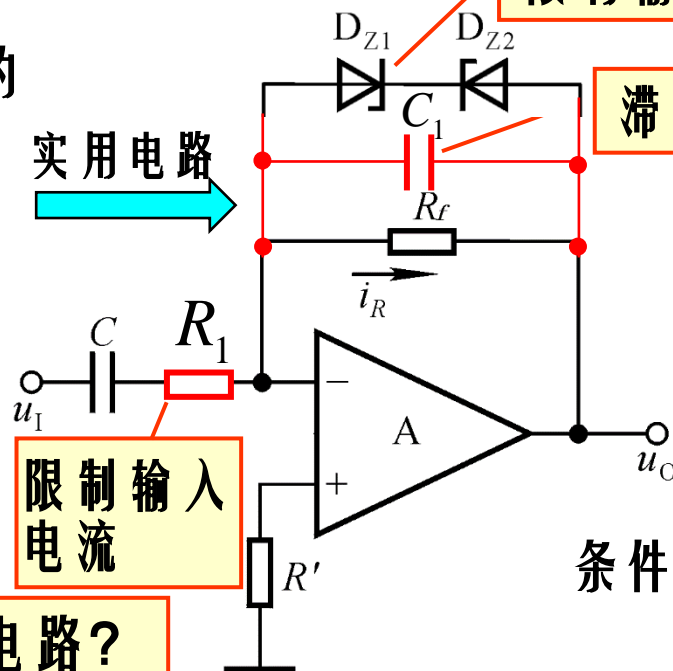 D_Z1 D_Z2
的
C_1
滞
实用电路
R_f
i_R
C
R_1
−
u_I
A
u_O
限制输入
电流
+
R'
条件
电路?